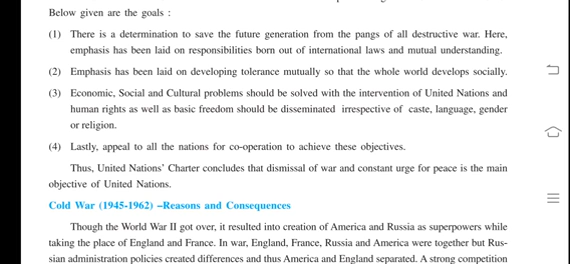 Below given are the goals :
(1) There is a determination to save the future generation from the pangs of all destructive war. Here,
emphasis has been laid on responsibilities born out of international laws and mutual understanding.
(2) Emphasis has been laid on developing tolerance mutually so that the whole world develops socially.
(3) Economic, Social and Cultural problems should be solved with the intervention of United Nations and
human rights as well as basic freedom should be disseminated irrespective of caste, language, gender
or religion.
(4) Lastly, appeal to all the nations for co-operation to achieve these objectives.
Thus, United Nations' Charter concludes that dismissal of war and constant urge for peace is the main
objective of United Nations.
Cold War (1945-1962) –Reasons and Consequences
Though the World War II got over, it resulted into creation of America and Russia as superpowers while
taking the place of England and France. In war, England, France, Russia and America were together but Rus-
sian administration policies created differences and thus America and England separated. A strong competition